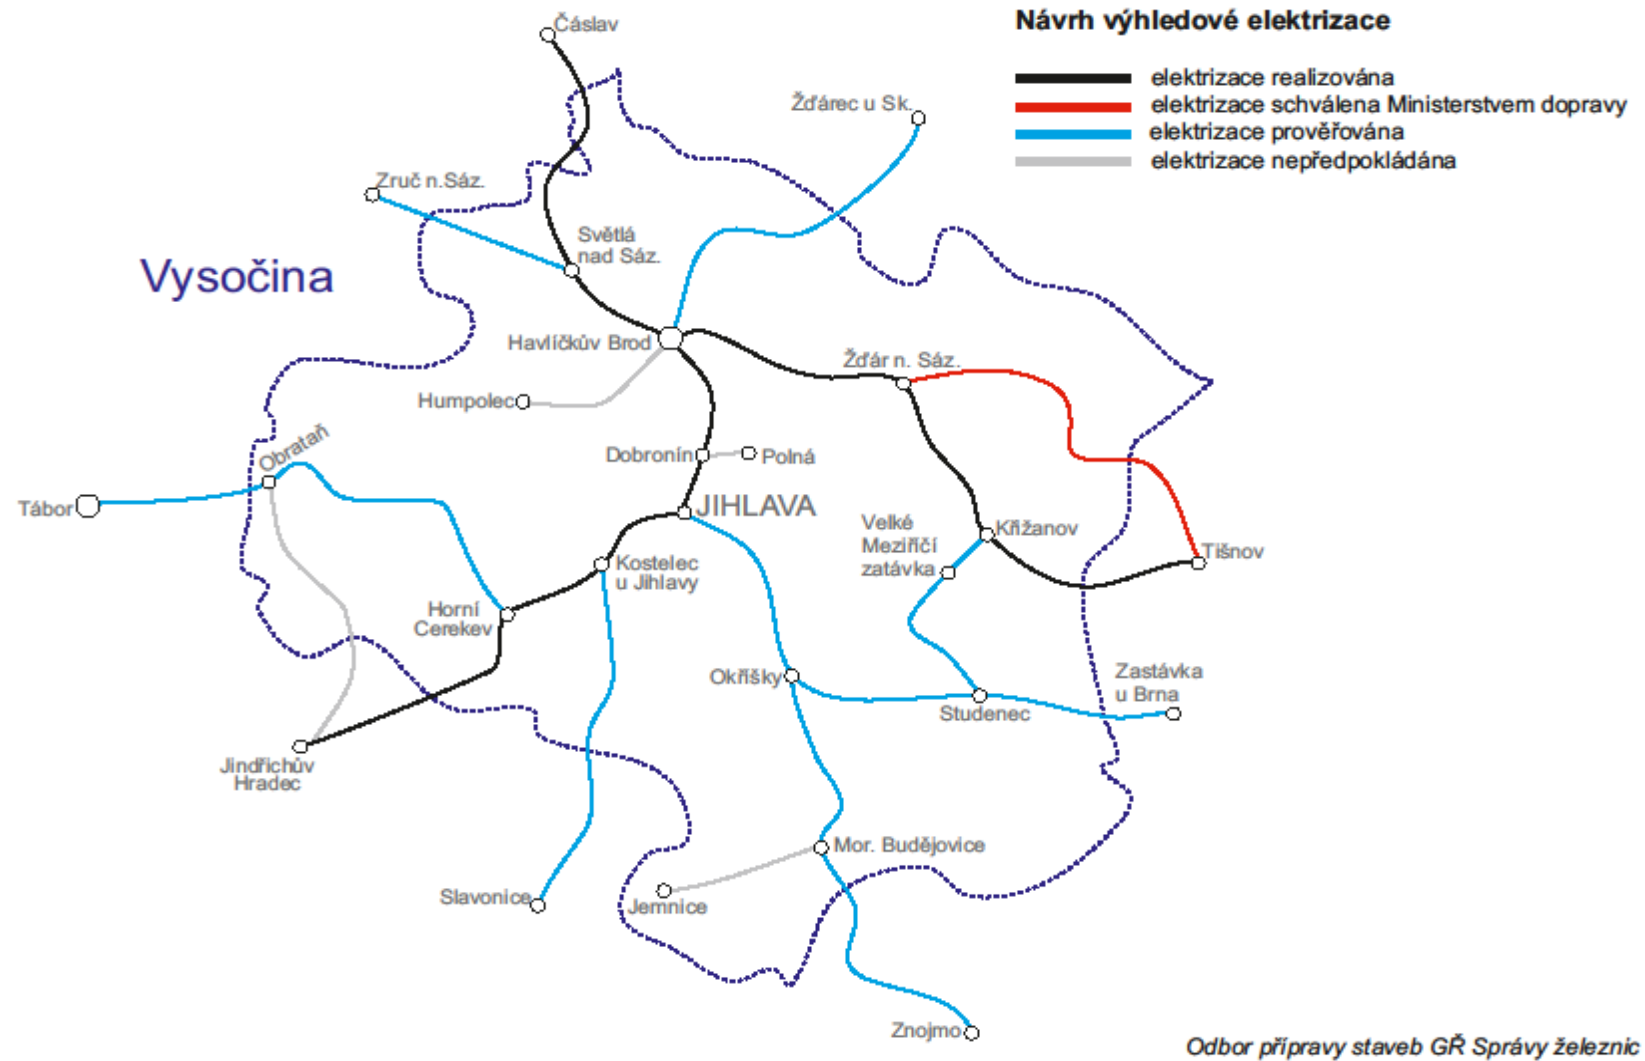 Návrh výhledové elektrizace
elektrizace realizována
elektrizace schválena Ministerstvem dopravy
elektrizace prověřována
elektrizace nepředpokládána
Čáslav
Žďárec u Sk.
Zruč n.Sáz.
Světlá
nad Sáz.
Vysočina
Havlíčkův Brod
Žďár n. Sáz.
Humpolec
Obrataň
Dobronín
Polná
Tábor
JIHLAVA
Velké
Meziříčí
zatávka
Křižanov
Tišnov
Kostelec
u Jihlavy
Horní
Cerekev
Okříšky
Zastávka
u Brna
Studenec
Jindřichův
Hradec
Mor. Budějovice
Slavonice
Jemnice
Znojmo
Odbor přípravy staveb GŘ Správy železnic